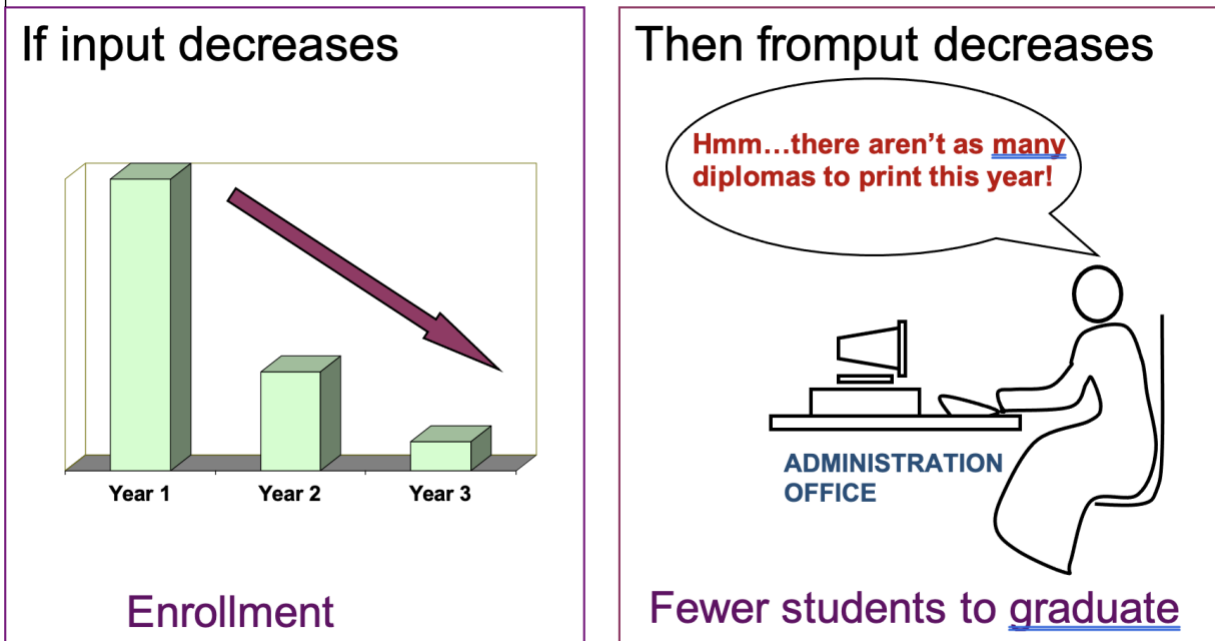 If input decreases
Year 1
Year 2
Year 3
Enrollment
Then fromput decreases
Hmm…there aren’t as many
diplomas to print this year!
ADMINISTRATION
OFFICE
Fewer students to graduate